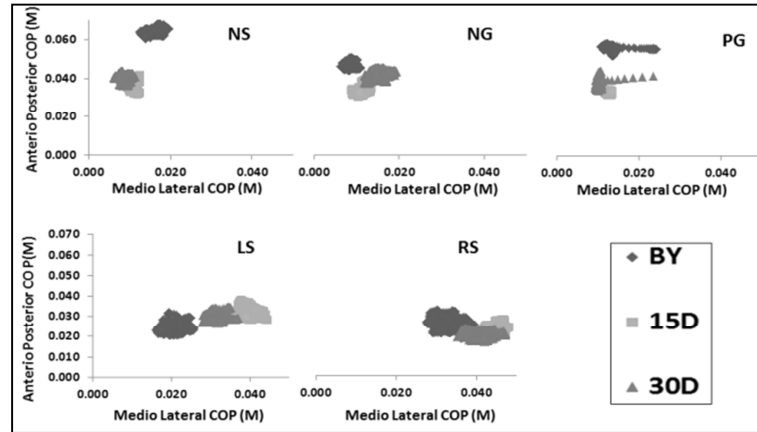 NS
NG
PG
Anterio Posterior COP (M)
0.060
0.040
0.020
0.000
0.000 0.020 0.040
0.000 0.020 0.040
0.000 0.020 0.040
Medio Lateral COP (M)
Medio Lateral COP (M)
Medio Lateral COP (M)
LS
RS
Anterio Posterior CO P(M)
0.070
0.060
0.050
0.040
0.030
0.020
0.010
0.000
0.000 0.020 0.040
0.000 0.020 0.040
Medio Lateral COP (M)
Medio Lateral COP (M)
BY
15D
30D